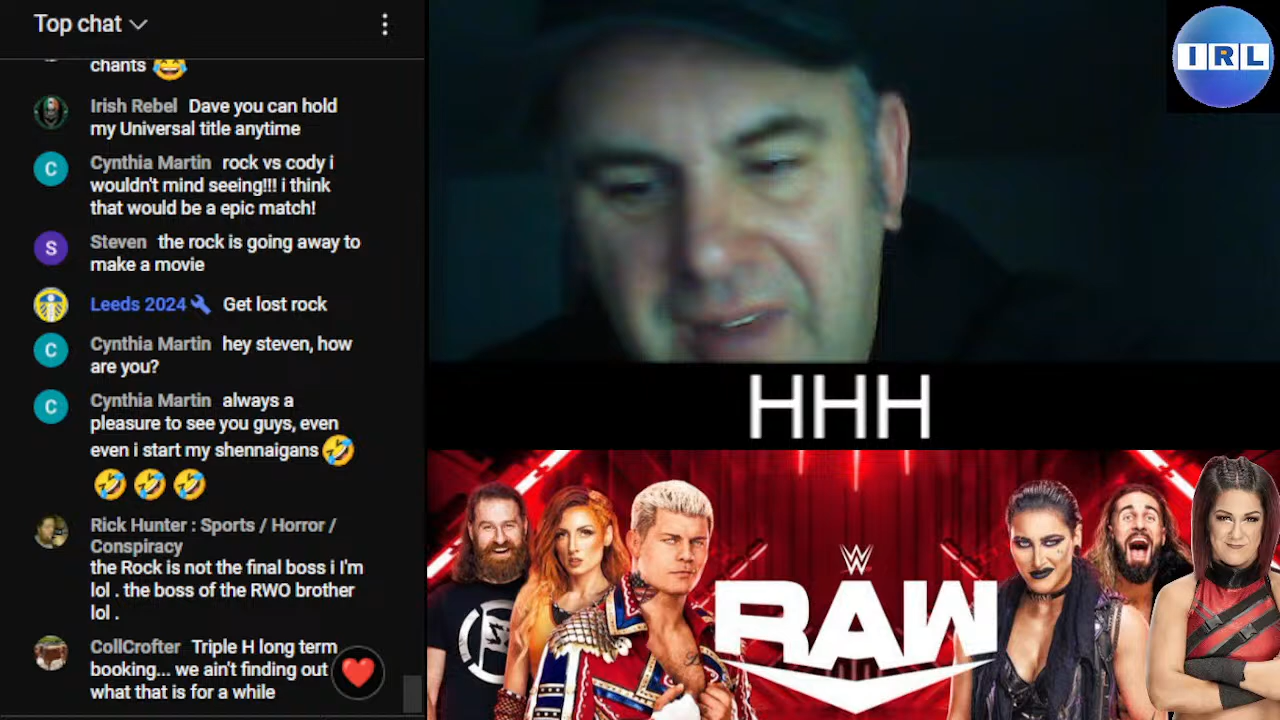 Top chat
chants
Irish Rebel Dave you can hold
my Universal title anytime
C
Cynthia Martin rock vs cody i
wouldn't mind seeing!!! i think
that would be a epic match!
S
Steven the rock is going away to
make a movie
Leeds 2024 Get lost rock
C
Cynthia Martin hey steven, how
are you?
C
Cynthia Martin always a
pleasure to see you guys, even
even i start my shennaigans
Rick Hunter : Sports / Horror /
Conspiracy
the Rock is not the final boss i I'm
lol . the boss of the RWO brother
lol .
CollCrofter Triple H long term
booking... we ain't finding out
what that is for a while
IRL
HHH
W
RAW